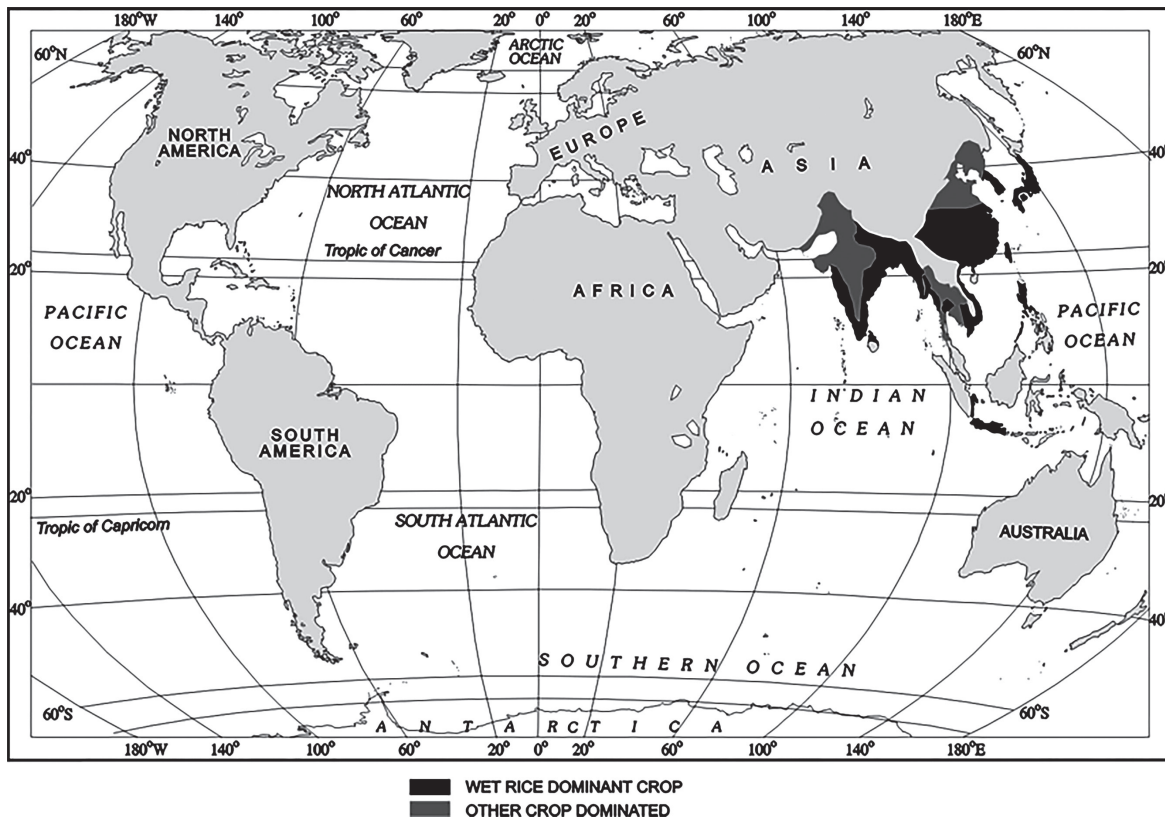 180°W 140° 100° 60° 20° 0° 20° 60° 100° 140° 180°E
60°N
ARCTIC
OCEAN
60°N
NORTH
AMERICA
EUROPE
40°
ASIA
40°
NORTH ATLANTIC
OCEAN
Tropic of Cancer
20°
20°
AFRICA
PACIFIC
OCEAN
PACIFIC
OCEAN
INDIAN
OCEAN
SOUTH
AMERICA
20°
20°
Tropic of Capricorn
SOUTH ATLANTIC
OCEAN
AUSTRALIA
40°
40°
SOUTHERN OCEAN
60°S
60°S
ANTARCTICA
180°W 140° 100° 60° 20° 0° 20° 60° 100° 140° 180°E
WET RICE DOMINANT CROP
OTHER CROP DOMINATED